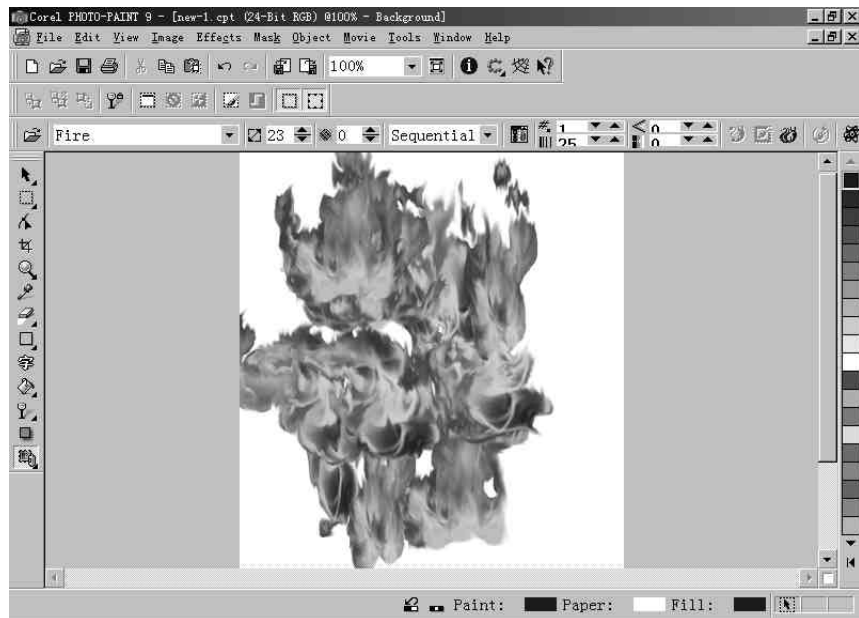 Corel PHOTO-PAINT 9 - [new-1.cpt (24-Bit RGB) @100% - Background]
File Edit View Image Effects Mask Object Movie Tools Window Help
100%
Fire 23 0 Sequential 1 0
25 0
字
Paint: Paper: Fill: